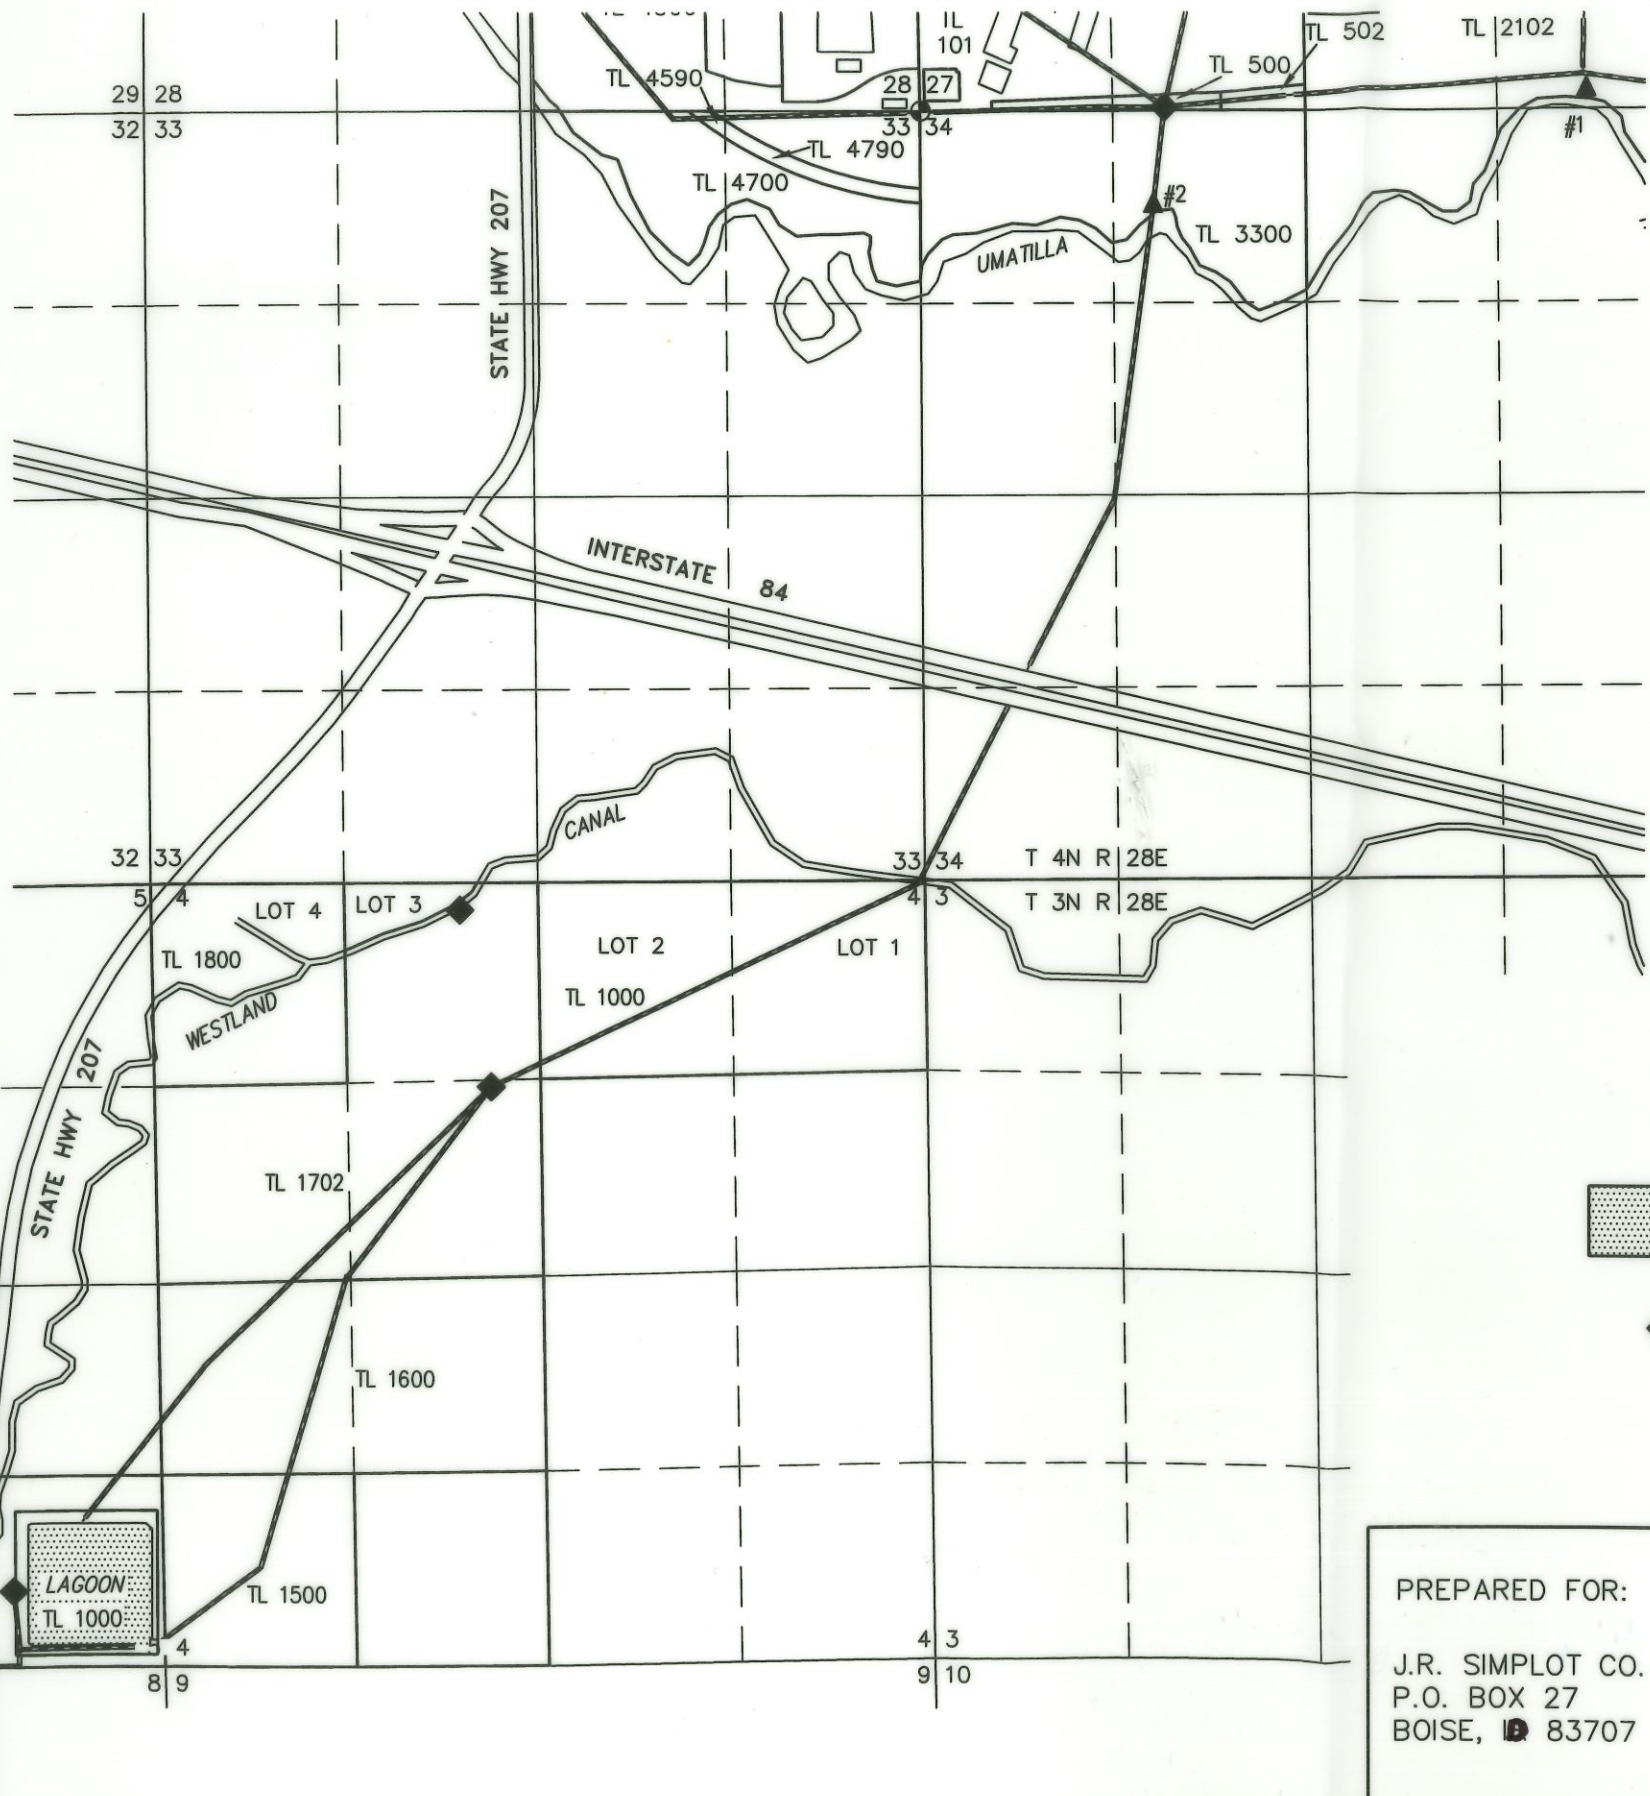 TL
101
TL 502
TL 2102
TL 4590
TL 500
29 28
32 33
28 27
33 34
#1
TL 4790
TL 4700
#2
TL 3300
UMATILLA
STATE HWY 207
INTERSTATE 84
CANAL
32 33
5 4
33 34
4 3
T 4N R 28E
T 3N R 28E
LOT 4
LOT 3
LOT 2
LOT 1
TL 1800
TL 1000
WESTLAND
STATE HWY 207
TL 1702
TL 1600
TL 1500
LAGOON
TL 1000
4
8 9
4 3
9 10
PREPARED FOR:
J.R. SIMPLOT CO.
P.O. BOX 27
BOISE, ID 83707